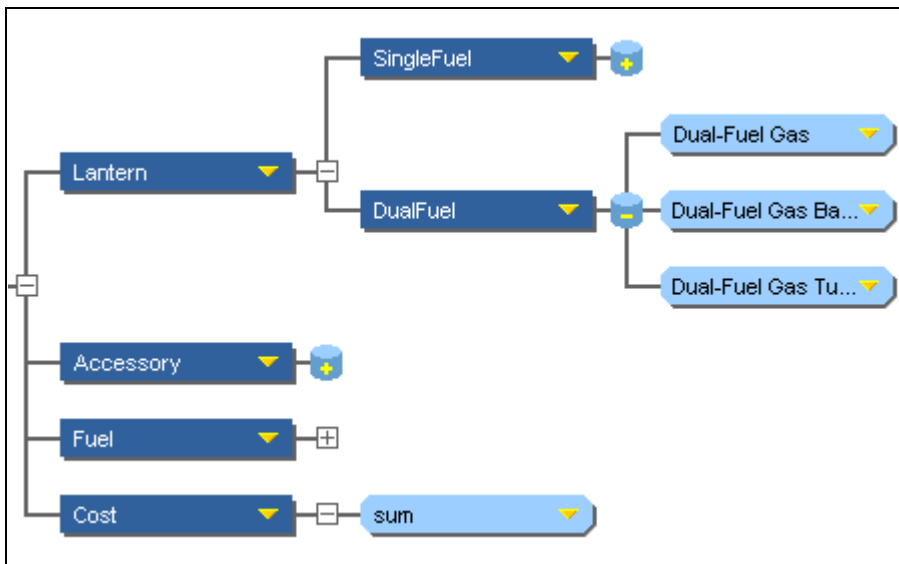 SingleFuel
Dual-Fuel Gas
Lantern
DualFuel
Dual-Fuel Gas Ba...
Dual-Fuel Gas Tu...
Accessory
Fuel
Cost
sum